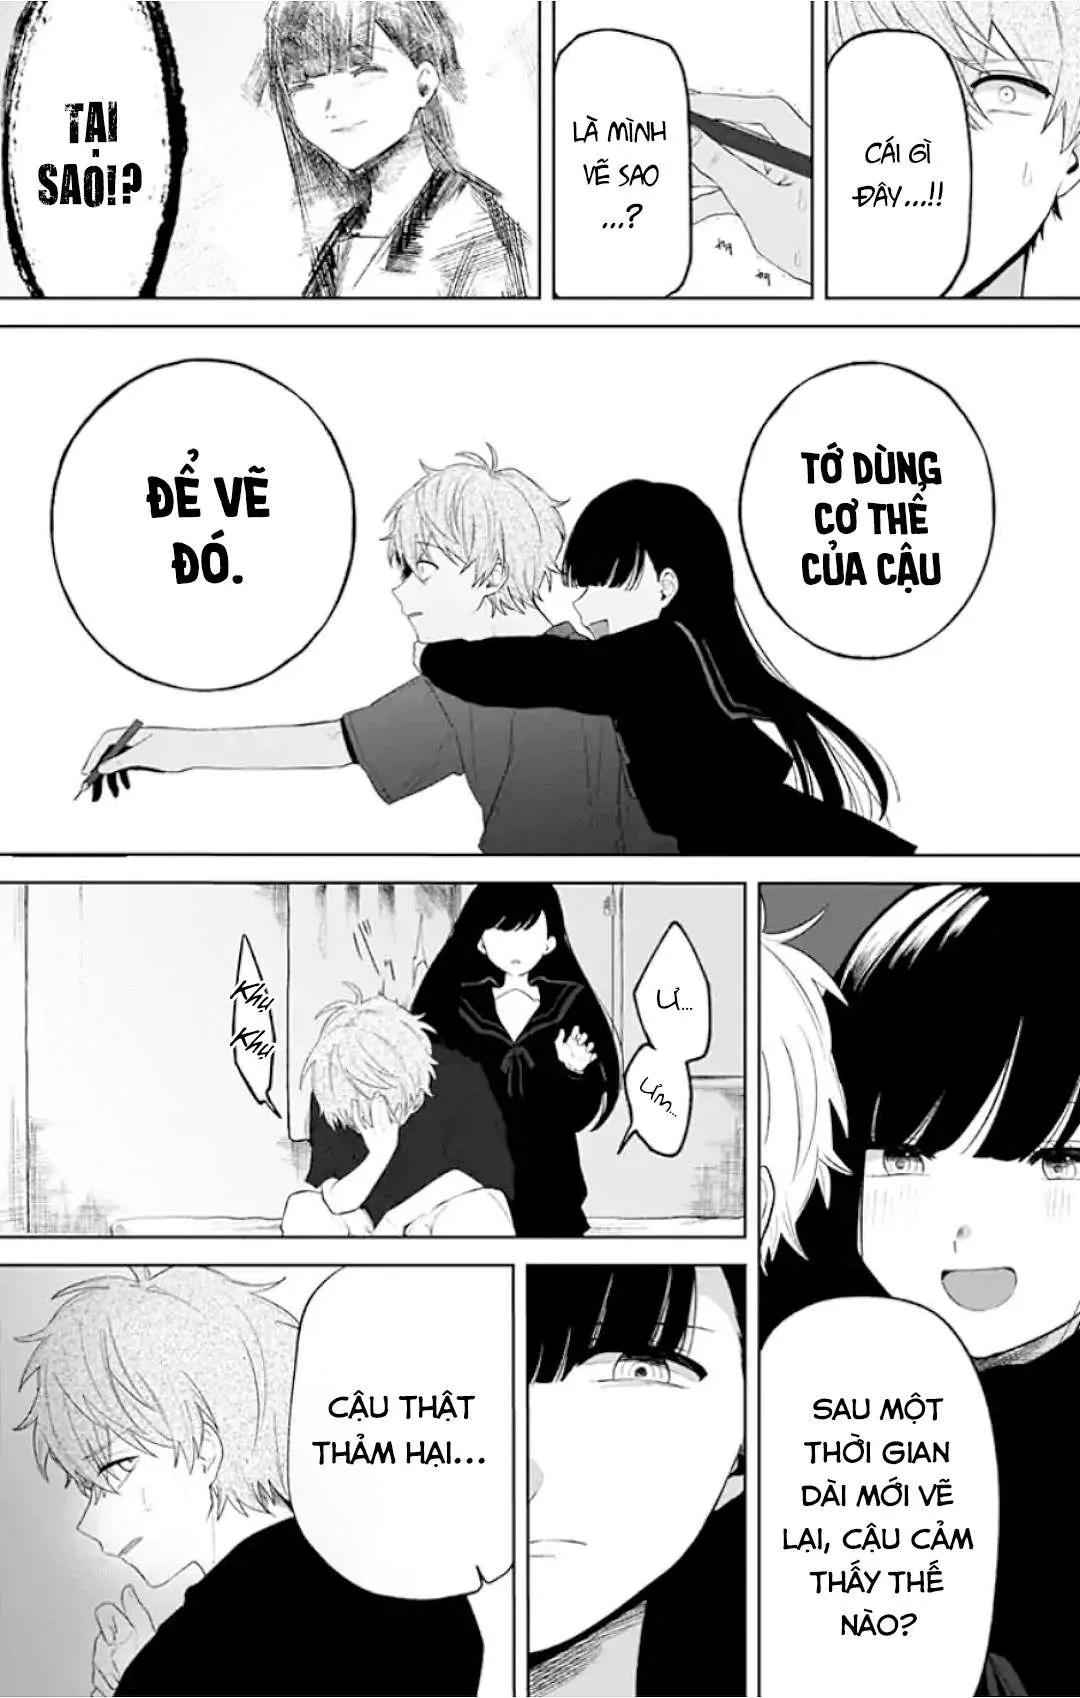 CÁI GÌ
ĐÂY...!!
LÀ MÌNH
VẼ SAO
...?
TẠI
SAO!?
TỚ DÙNG
CƠ THỂ
CỦA CẬU
ĐỂ VẼ
ĐÓ.
SAU MỘT
THỜI GIAN
DÀI MỚI VẼ
LẠI, CẬU CẢM
THẤY THẾ
NÀO?
Ư...
ƯM...
KHỤ
KHỤ
CẬU THẬT
THẢM HẠI...